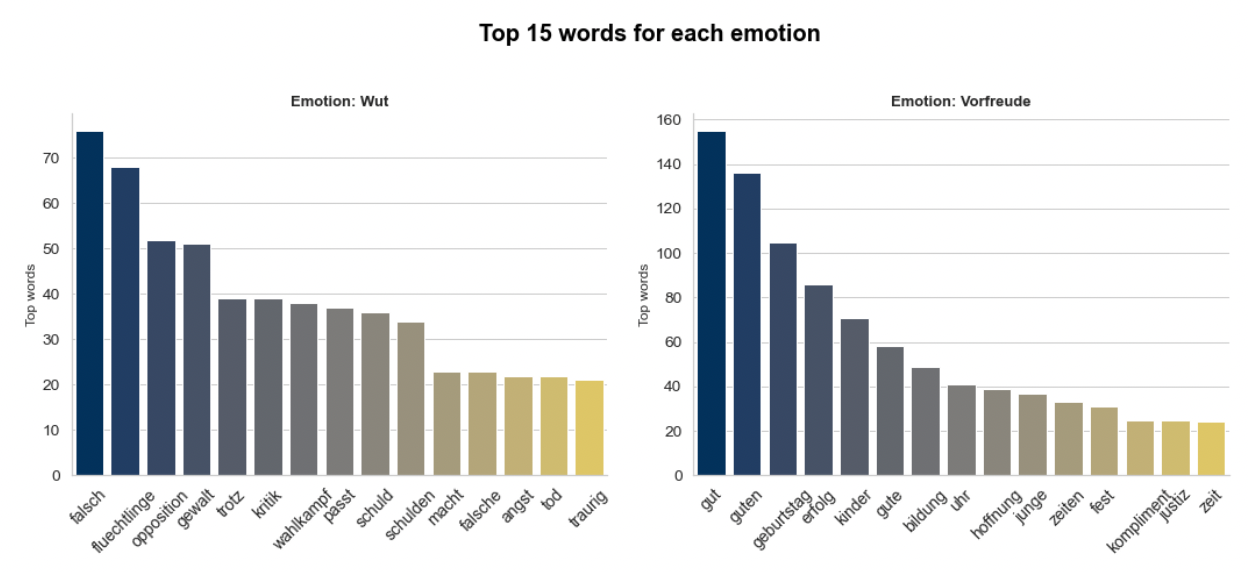 Top 15 words for each emotion
Emotion: Wut
70
60
50
40
30
20
10
0
Top words
falsch
fluechtlinge
opposition
gewalt
trotz
kritik
wahlkampf
passt
schuld
schulden
macht
falsche
angst
tod
traurig
Emotion: Vorfreude
160
140
120
100
80
60
40
20
0
Top words
gut
guten
geburtstag
erfolg
kinder
gute
bildung
uhr
hoffnung
junge
zeiten
fest
kompliment
justiz
zeit